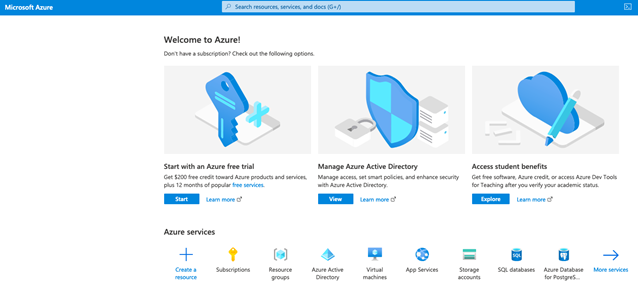 Microsoft Azure
Search resources, services, and docs (G+/)
Welcome to Azure!
Don't have a subscription? Check out the following options.
Start with an Azure free trial
Get $200 free credit toward Azure products and services,
plus 12 months of popular free services.
Start
Learn more
Manage Azure Active Directory
Manage access, set smart policies, and enhance security
with Azure Active Directory.
View
Learn more
Access student benefits
Get free software, Azure credit, or access Azure Dev Tools
for Teaching after you verify your academic status.
Explore
Learn more
Azure services
Create a
resource
Subscriptions
Resource
groups
Azure Active
Directory
Virtual
machines
App Services
Storage
accounts
SQL
SQL databases
Azure Database
for PostgreS...
More services